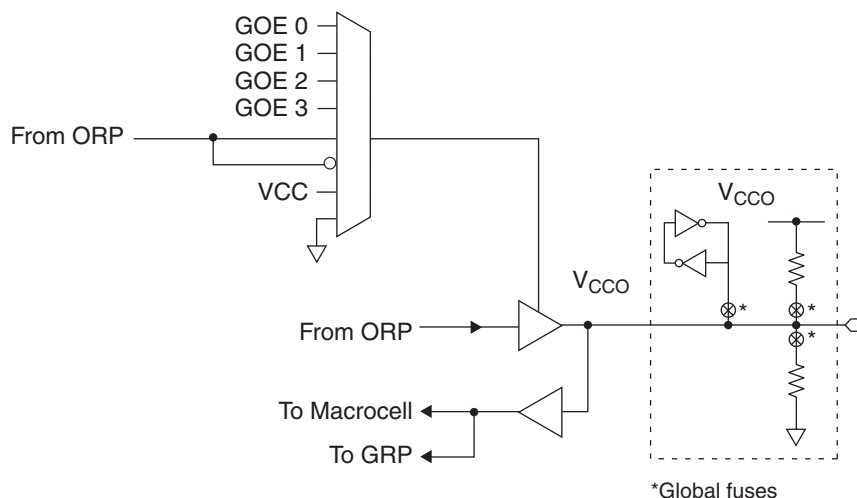 GOE 0
GOE 1
GOE 2
GOE 3
From ORP
VCC
VCCO
VCCO
*
*
*
From ORP
To Macrocell
To GRP
*Global fuses